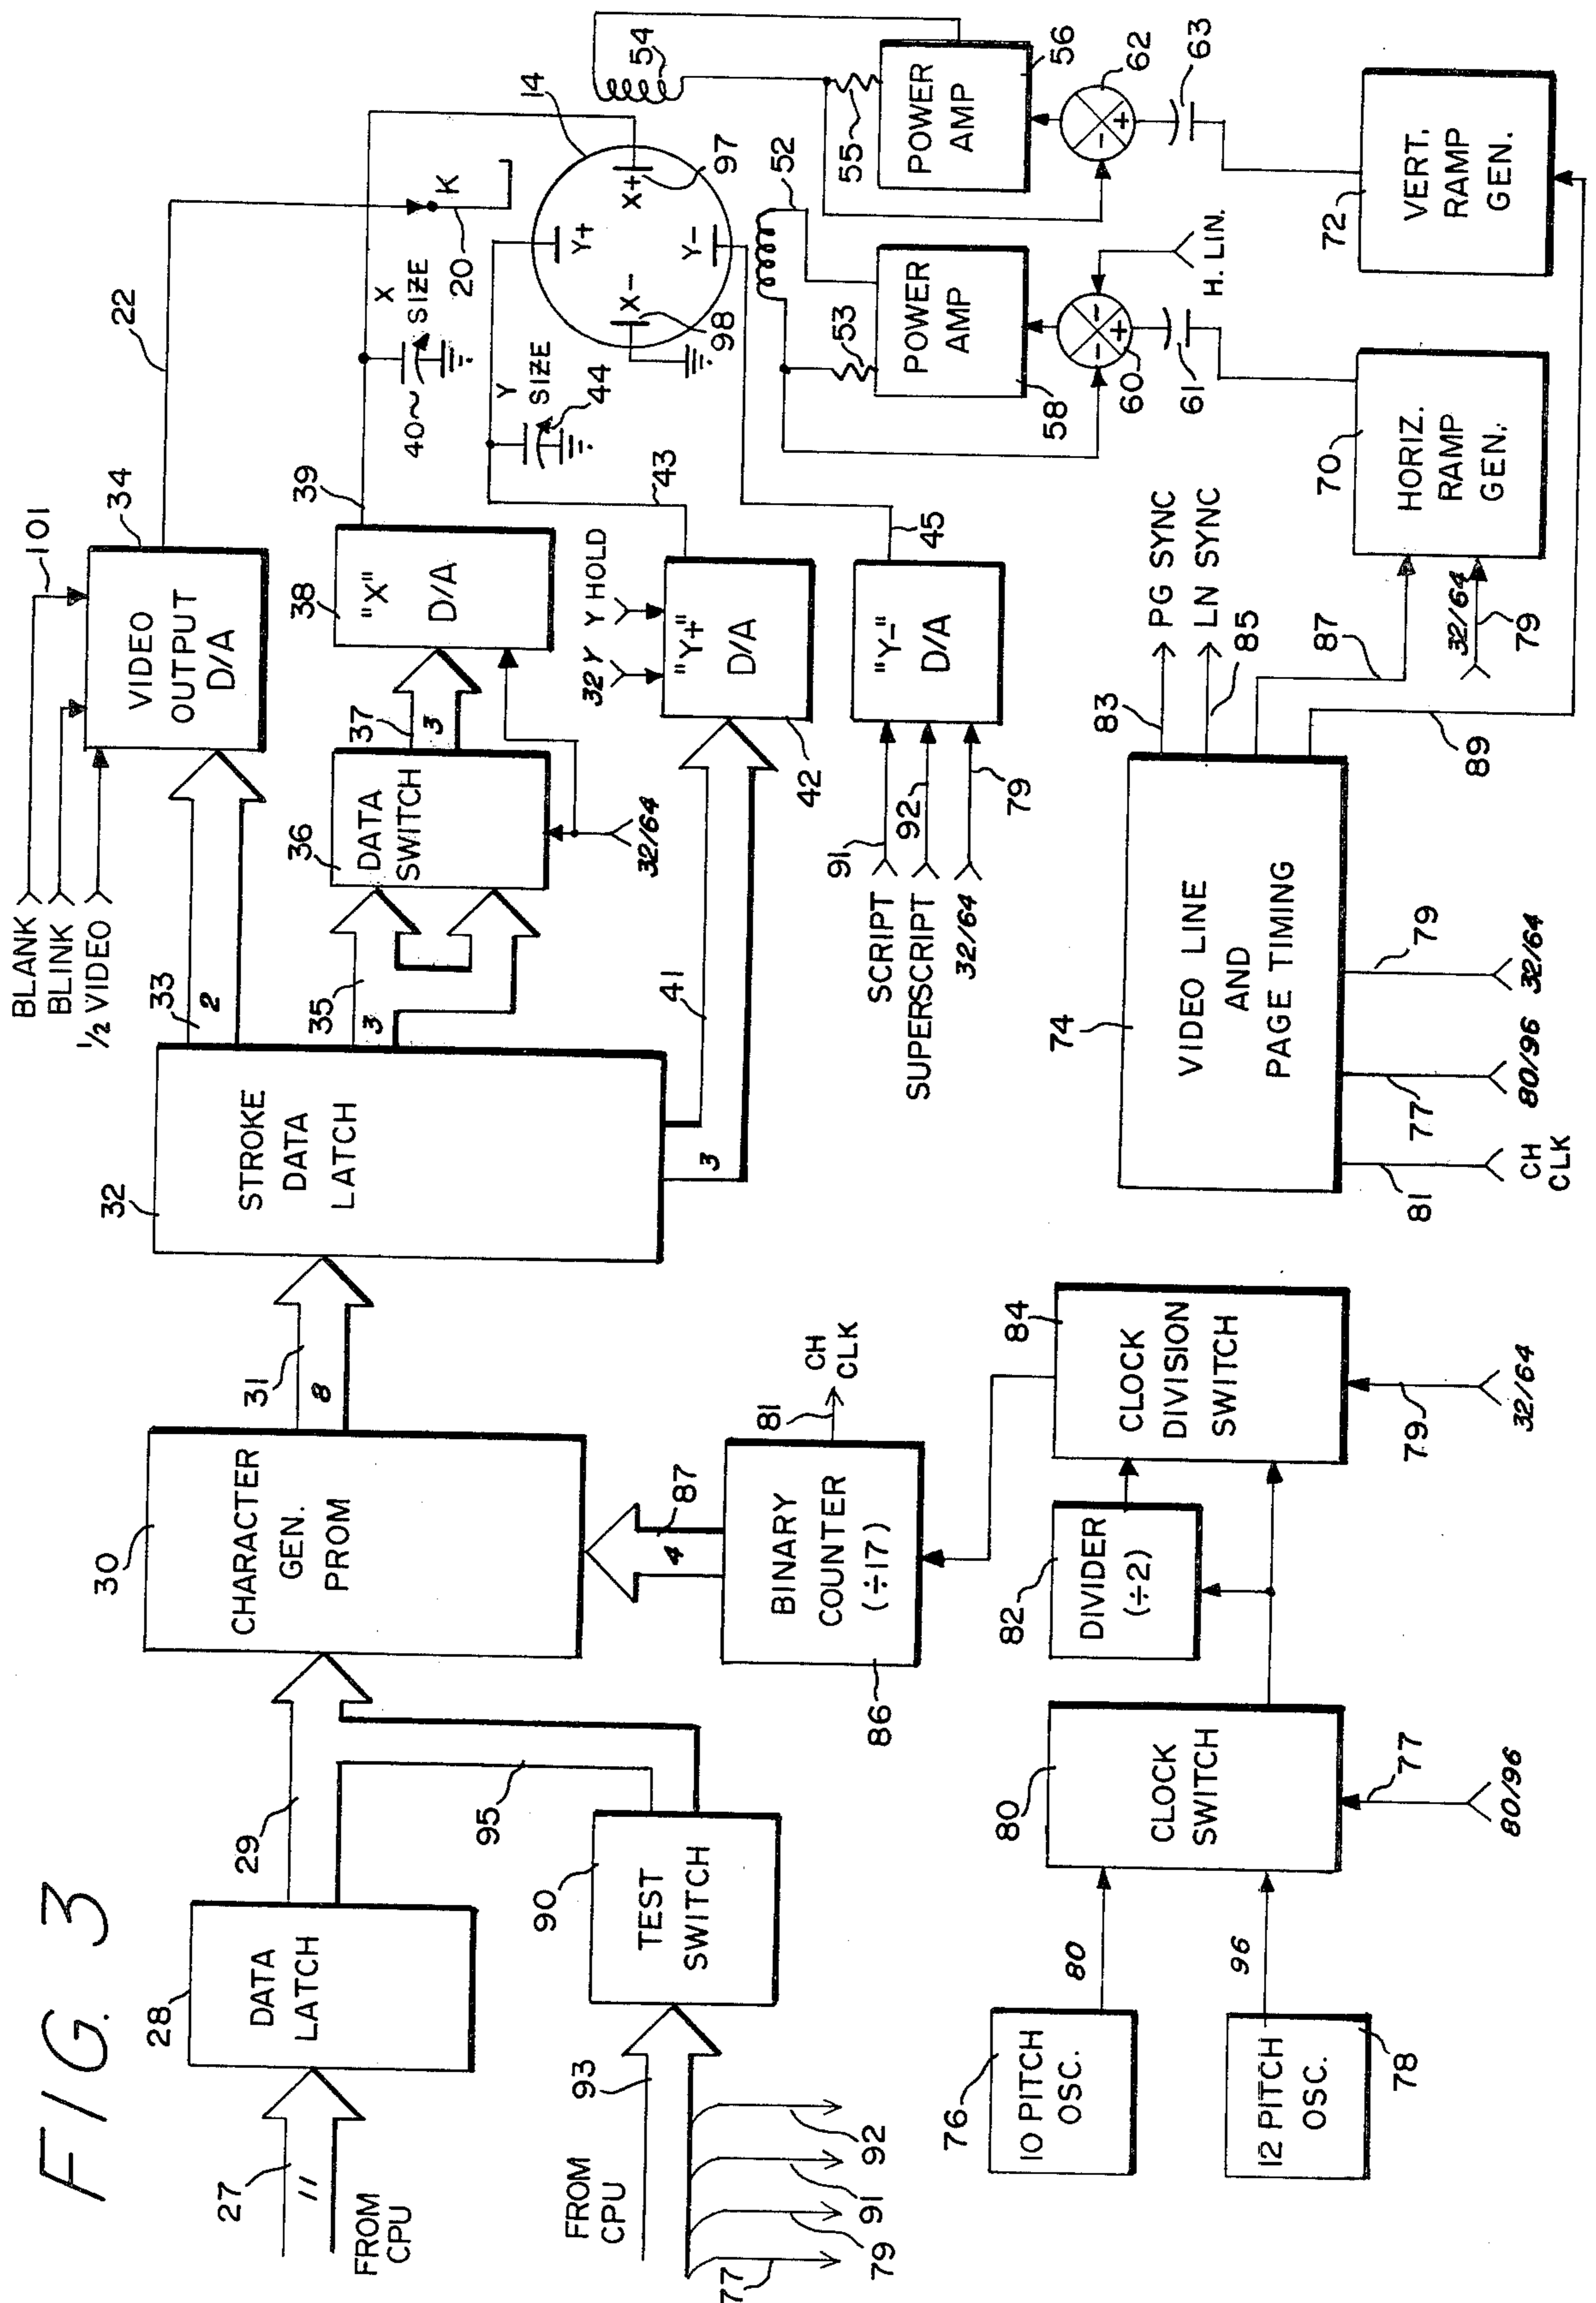 FIG. 3
27
11
FROM
CPU
28
DATA
LATCH
29
95
FROM
CPU
93
77
79
91
92
90
TEST
SWITCH
30
CHARACTER
GEN.
PROM
31
8
32
STROKE
DATA
LATCH
33
2
35
3
41
3
BLANK
BLINK
1/2 VIDEO
101
34
VIDEO
OUTPUT
D/A
22
36
DATA
SWITCH
37
3
32/64
38
"X"
D/A
39
40
X
SIZE
20
K
32Y
Y HOLD
42
"Y+"
D/A
43
Y
SIZE
44
14
Y+
X+
X-
Y-
97
98
SCRIPT
91
SUPERSCRIPT
92
32/64
79
"Y-"
D/A
45
52
53
54
55
POWER
AMP
58
POWER
AMP
56
60
- -
+
61
H. LIN.
62
-
+
63
70
HORIZ.
RAMP
GEN.
32/64
79
72
VERT.
RAMP
GEN.
86
BINARY
COUNTER
(÷17)
4
87
81
CH
CLK
76
10 PITCH
OSC.
80
12 PITCH
OSC.
78
96
80
CLOCK
SWITCH
77
80/96
82
DIVIDER
(÷2)
84
CLOCK
DIVISION
SWITCH
79
32/64
74
VIDEO LINE
AND
PAGE TIMING
81
CH
CLK
77
80/96
79
32/64
83
PG SYNC
LN SYNC
85
87
89